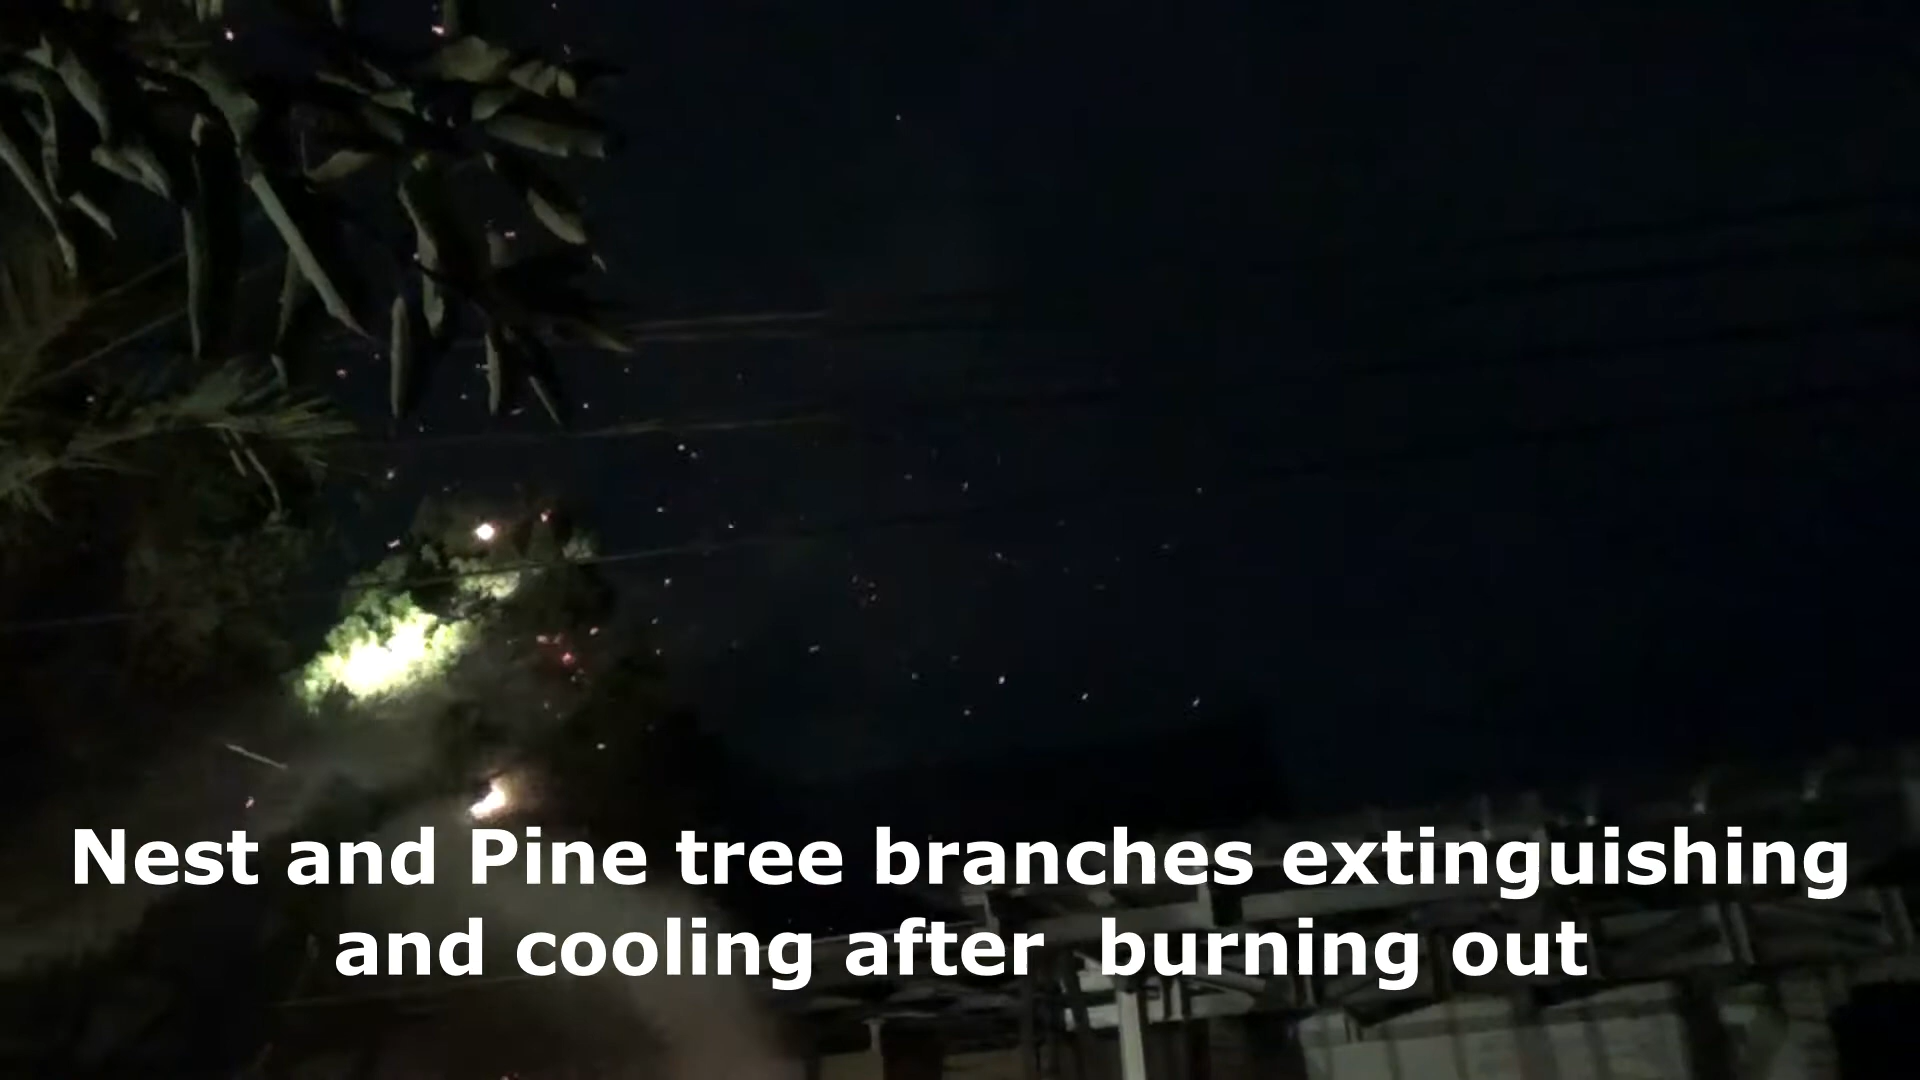 Nest and Pine tree branches extinguishing
and cooling after  burning out